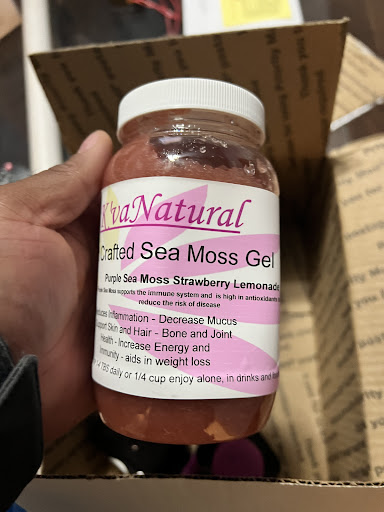 K'vaNatural
Crafted Sea Moss Gel
Purple Sea Moss Strawberry Lemonade
Sea Moss supports the immune system and is high in antioxidants
reduce the risk of disease
Inflammation - Decrease Mucus
Support Skin and Hair - Bone and Joint
Health - Increase Energy and
Immunity - aids in weight loss
TBS daily or 1/4 cup enjoy alone, in drinks and